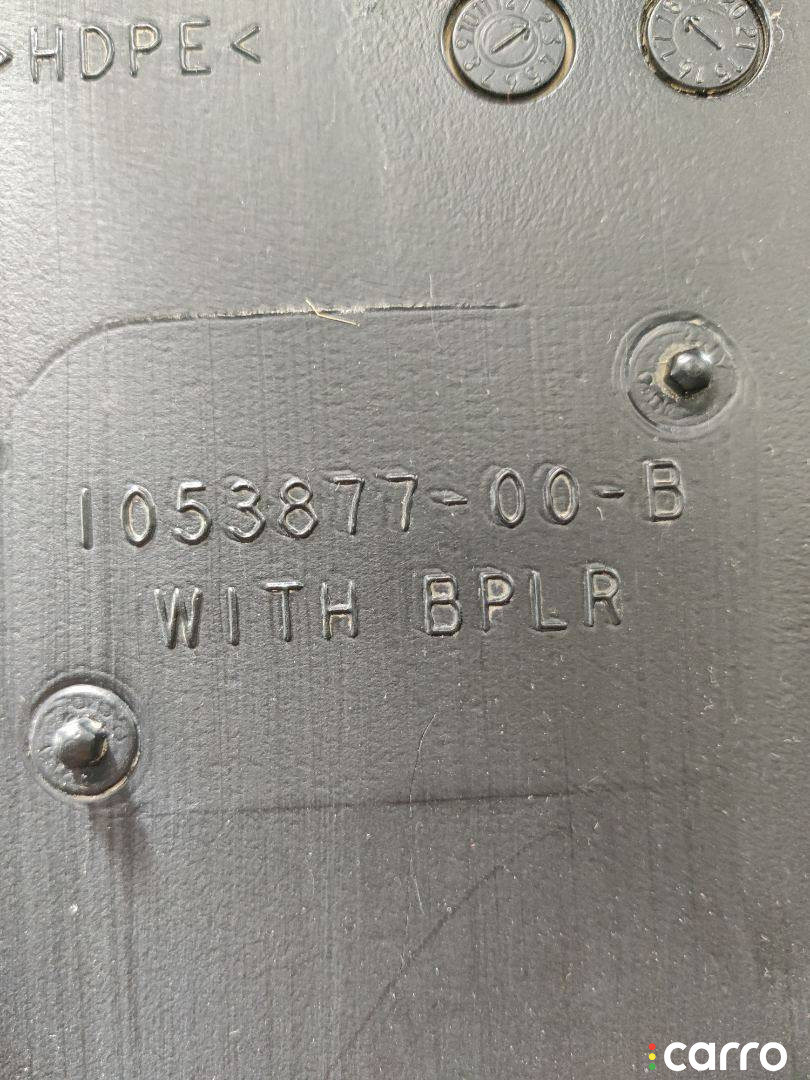 >HDPE<
1053877-00-B
WITH BPLR
carro